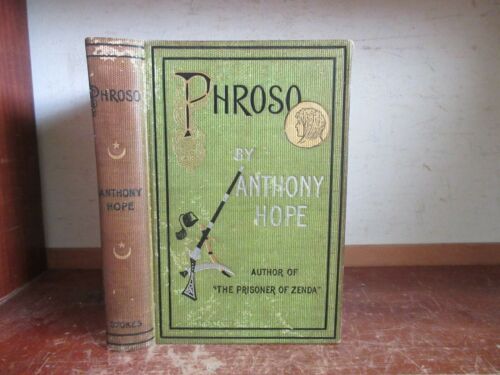 PHROSO
ANTHONY
HOPE
STOKES
PHROSO
BY
ANTHONY
HOPE
AUTHOR OF
"THE PRISONER OF ZENDA"